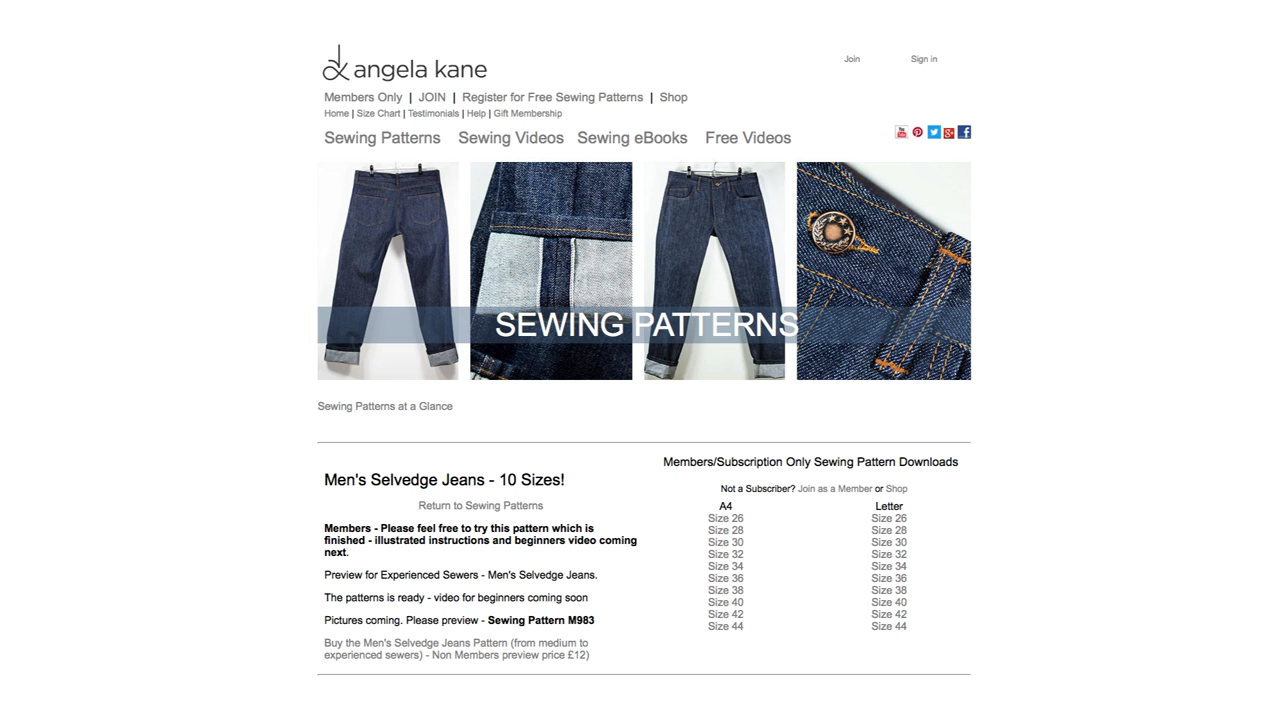 angela kane
Join
Sign in
Members Only | JOIN | Register for Free Sewing Patterns | Shop
Home | Size Chart | Testimonials | Help | Gift Membership
Sewing Patterns Sewing Videos Sewing eBooks Free Videos
SEWING PATTERNS
Sewing Patterns at a Glance
Men's Selvedge Jeans - 10 Sizes!
Return to Sewing Patterns
Members - Please feel free to try this pattern which is
finished - illustrated instructions and beginners video coming
next.
Preview for Experienced Sewers - Men's Selvedge Jeans.
The patterns is ready - video for beginners coming soon
Pictures coming. Please preview - Sewing Pattern M983
Buy the Men's Selvedge Jeans Pattern (from medium to
experienced sewers) - Non Members preview price £12)
Members/Subscription Only Sewing Pattern Downloads
Not a Subscriber? Join as a Member or Shop
A4 Letter
Size 26 Size 26
Size 28 Size 28
Size 30 Size 30
Size 32 Size 32
Size 34 Size 34
Size 36 Size 36
Size 38 Size 38
Size 40 Size 40
Size 42 Size 42
Size 44 Size 44